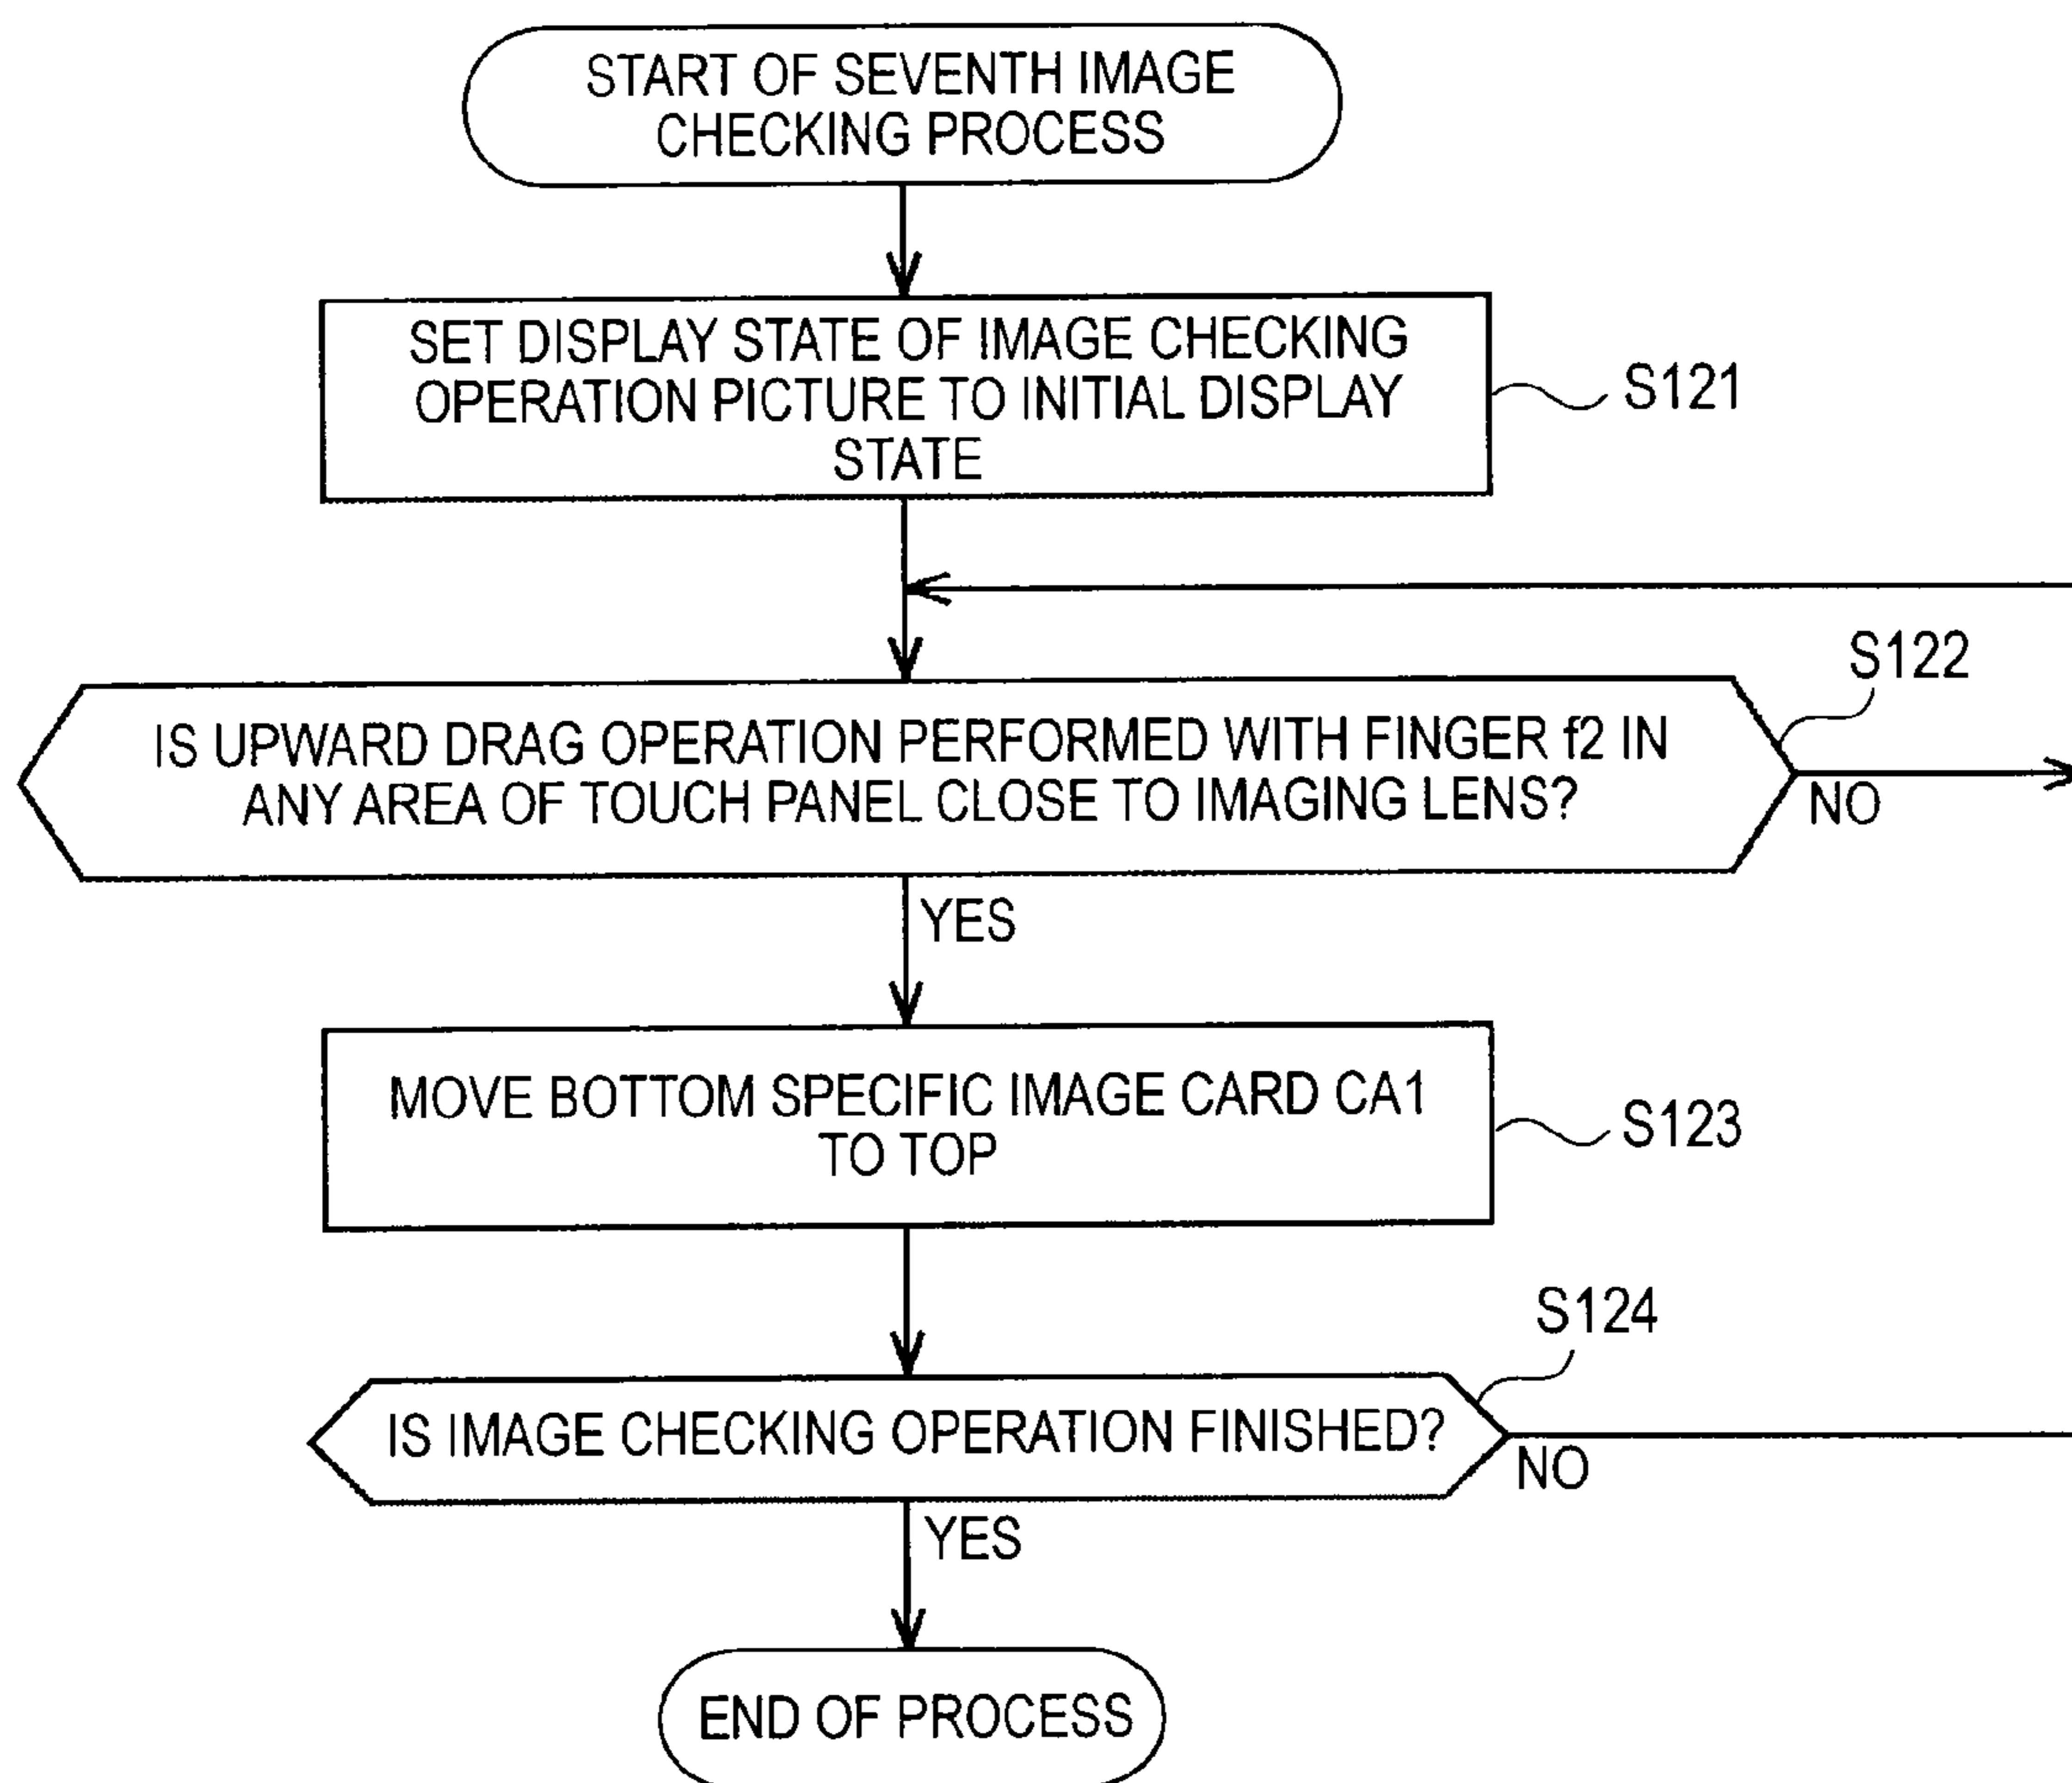 START OF SEVENTH IMAGE
CHECKING PROCESS
SET DISPLAY STATE OF IMAGE CHECKING
OPERATION PICTURE TO INITIAL DISPLAY
STATE
S121
S122
IS UPWARD DRAG OPERATION PERFORMED WITH FINGER f2 IN
ANY AREA OF TOUCH PANEL CLOSE TO IMAGING LENS?
NO
YES
MOVE BOTTOM SPECIFIC IMAGE CARD CA1
TO TOP
S123
S124
IS IMAGE CHECKING OPERATION FINISHED?
NO
YES
END OF PROCESS